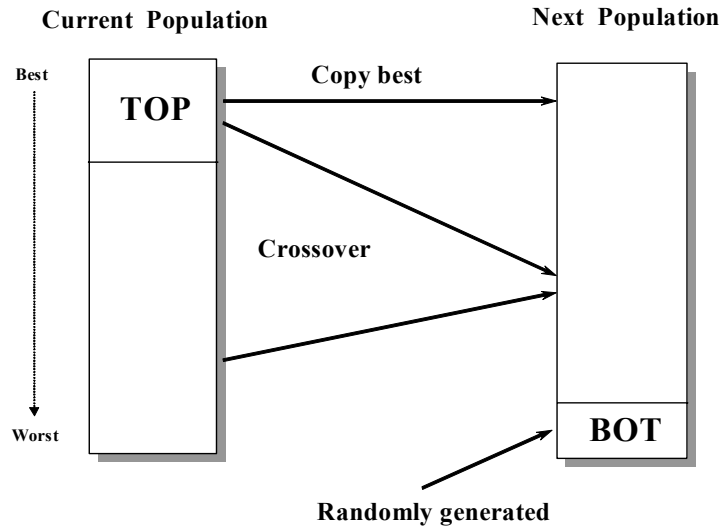 Current Population
Next Population
Best
TOP
Copy best
Crossover
Worst
BOT
Randomly generated